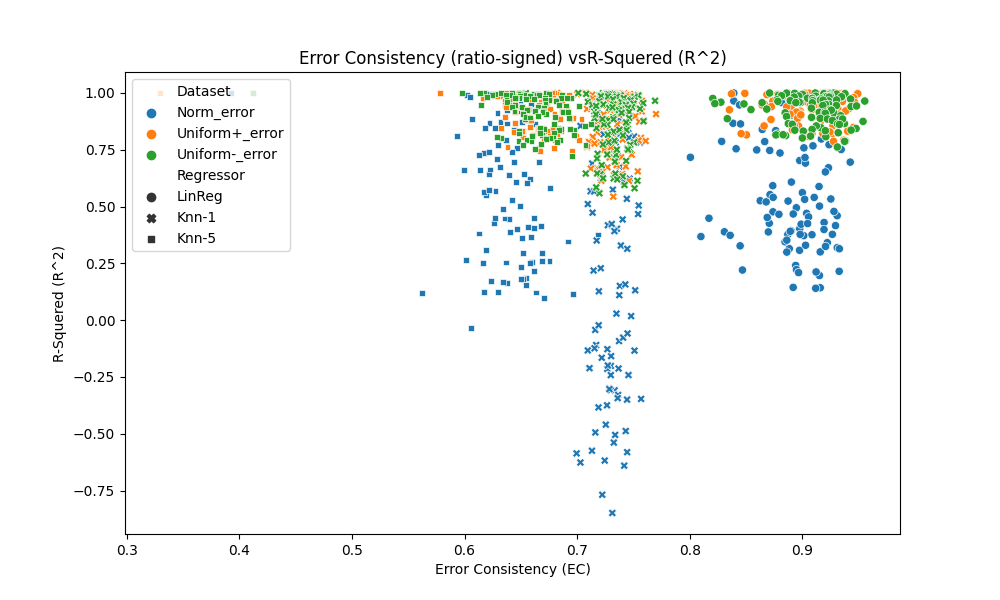 Error Consistency (ratio-signed) vsR-Squered (R^2)
R-Squered (R^2)
1.00
0.75
0.50
0.25
0.00
−0.25
−0.50
−0.75
Dataset
Norm_error
Uniform+_error
Uniform-_error
Regressor
LinReg
Knn-1
Knn-5
0.3 0.4 0.5 0.6 0.7 0.8 0.9
Error Consistency (EC)